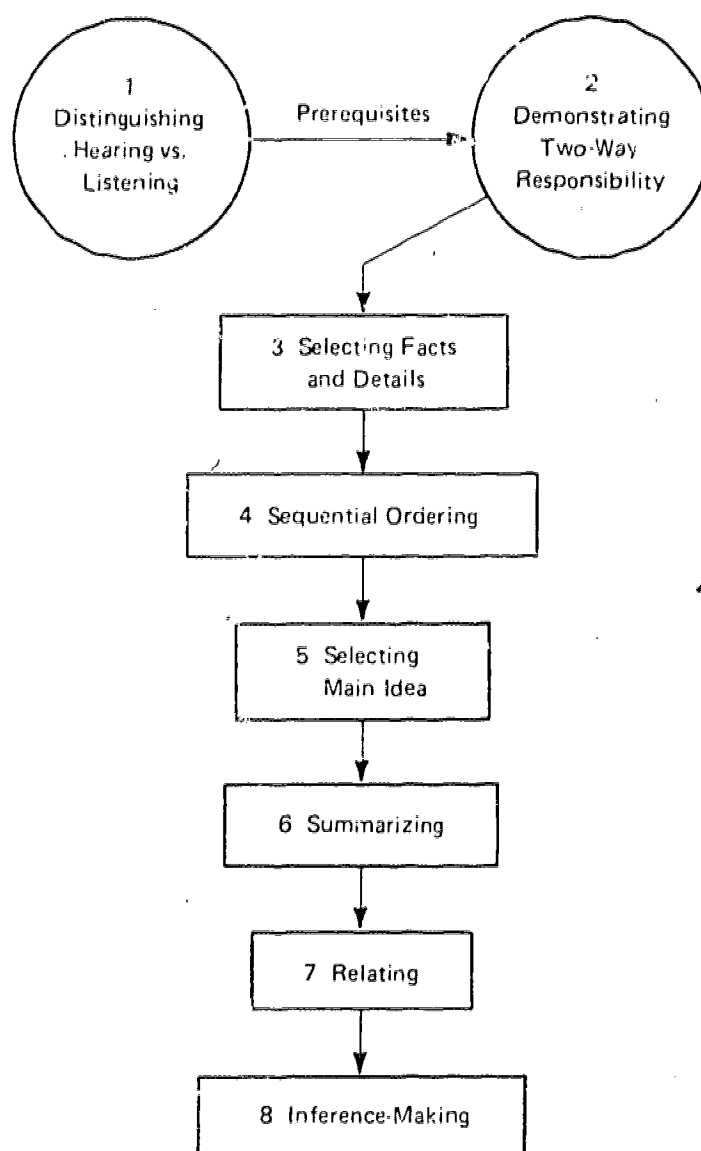 1
Distinguishing
Hearing vs.
Listening
Prerequisites
2
Demonstrating
Two-Way
Responsibility
3 Selecting Facts
and Details
4 Sequential Ordering
5 Selecting
Main Idea
6 Summarizing
7 Relating
8 Inference-Making